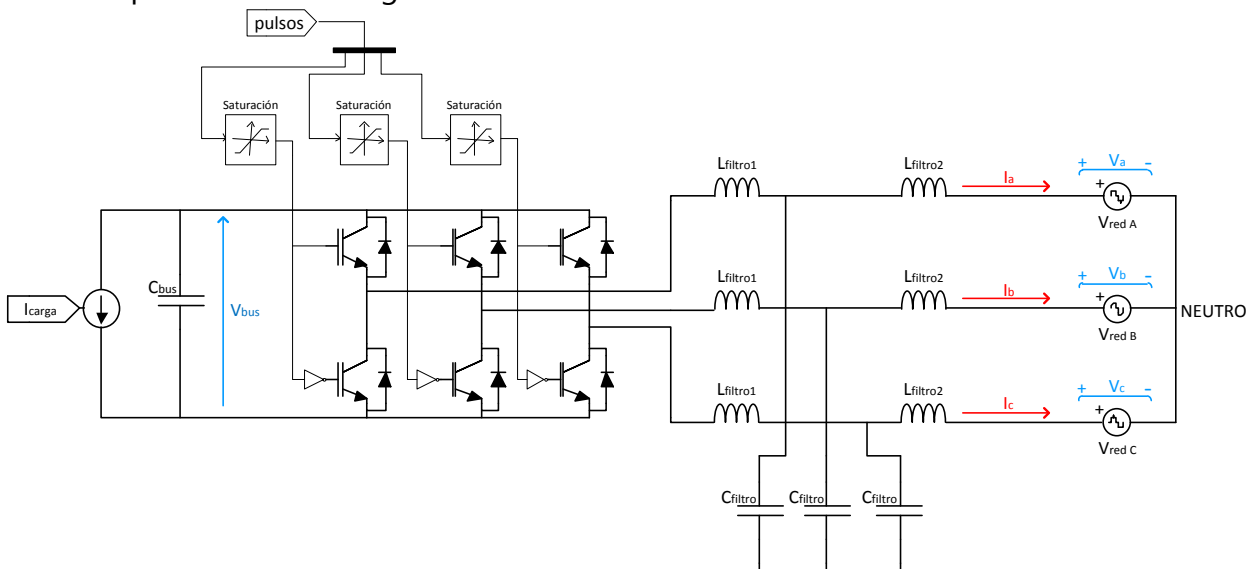 pulsos
Saturación
Saturación
Saturación
Icarga
Cbus
Vbus
Lfiltro1
Lfiltro2
Ia
+ Va -
+
Vred A
Lfiltro1
Lfiltro2
Ib
+ Vb -
+
Vred B
NEUTRO
Lfiltro1
Lfiltro2
Ic
+ Vc -
+
Vred C
Cfiltro
Cfiltro
Cfiltro